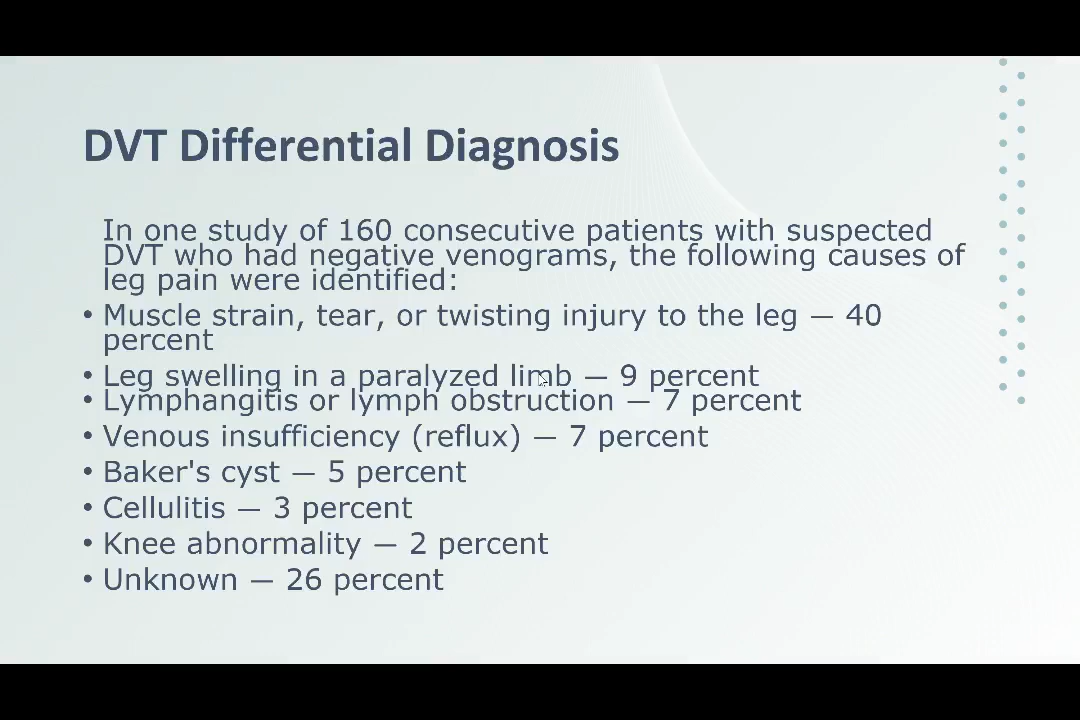 DVT Differential Diagnosis
In one study of 160 consecutive patients with suspected
DVT who had negative venograms, the following causes of
leg pain were identified:
• Muscle strain, tear, or twisting injury to the leg — 40
percent
• Leg swelling in a paralyzed limb — 9 percent
• Lymphangitis or lymph obstruction — 7 percent
• Venous insufficiency (reflux) — 7 percent
• Baker's cyst — 5 percent
• Cellulitis — 3 percent
• Knee abnormality — 2 percent
• Unknown — 26 percent